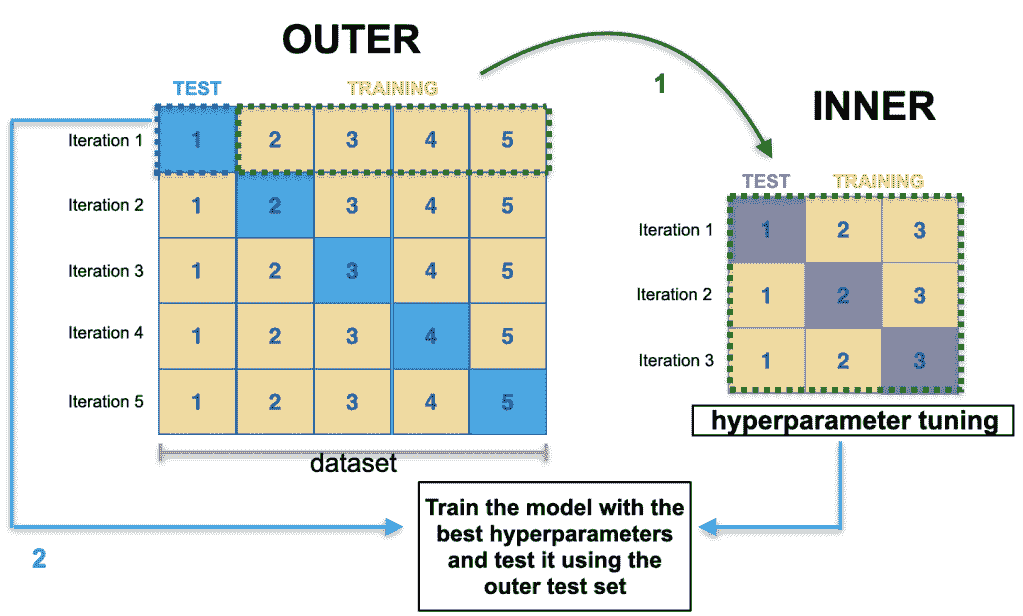 OUTER
TEST TRAINING
Iteration 1 1 2 3 4 5
Iteration 2 1 2 3 4 5
Iteration 3 1 2 3 4 5
Iteration 4 1 2 3 4 5
Iteration 5 1 2 3 4 5
dataset
1
INNER
TEST TRAINING
Iteration 1 1 2 3
Iteration 2 1 2 3
Iteration 3 1 2 3
hyperparameter tuning
2
Train the model with the
best hyperparameters
and test it using the
outer test set